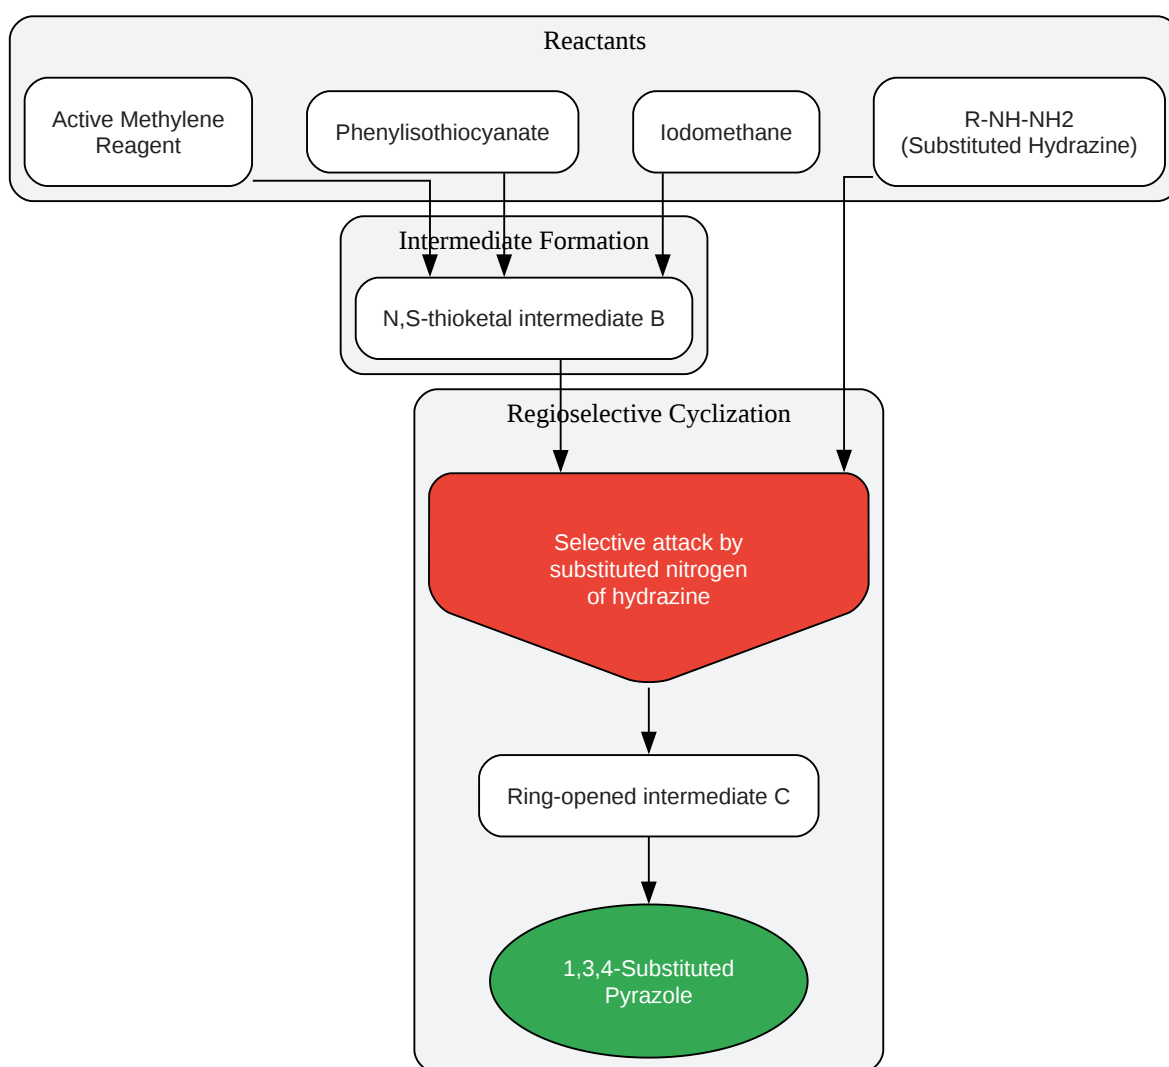 Reactants
Active Methylene
Reagent
Phenylisothiocyanate
Iodomethane
R-NH-NH2
(Substituted Hydrazine)
Intermediate Formation
N,S-thioketal intermediate B
Regioselective Cyclization
Selective attack by
substituted nitrogen
of hydrazine
Ring-opened intermediate C
1,3,4-Substituted
Pyrazole